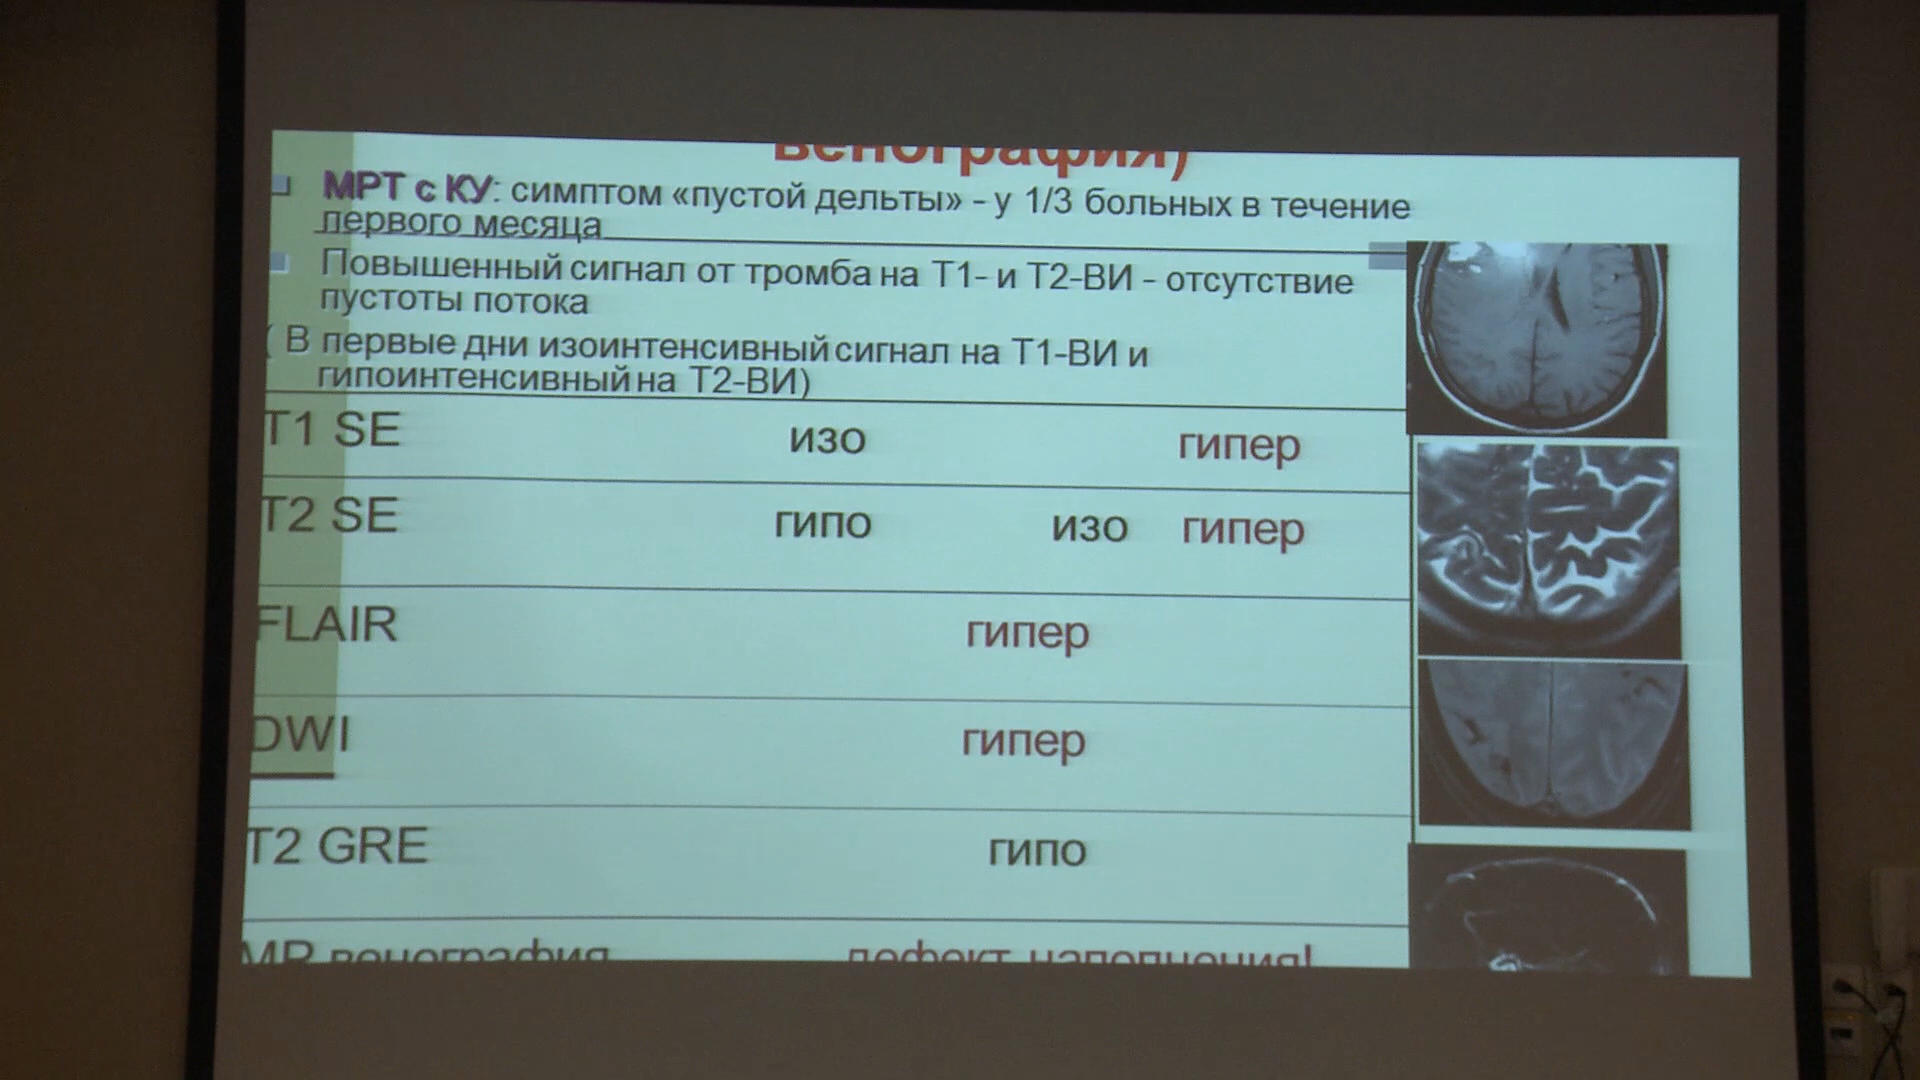 венография)
МРТ с КУ: симптом «пустой дельты» - у 1/3 больных в течение
первого месяца
Повышенный сигнал от тромба на Т1- и Т2-ВИ - отсутствие
пустоты потока
( В первые дни изоинтенсивный сигнал на Т1-ВИ и
гипоинтенсивный на Т2-ВИ)
T1 SE изо гипер
T2 SE гипо изо гипер
FLAIR гипер
DWI гипер
T2 GRE гипо
МР венография дефект наполнения!